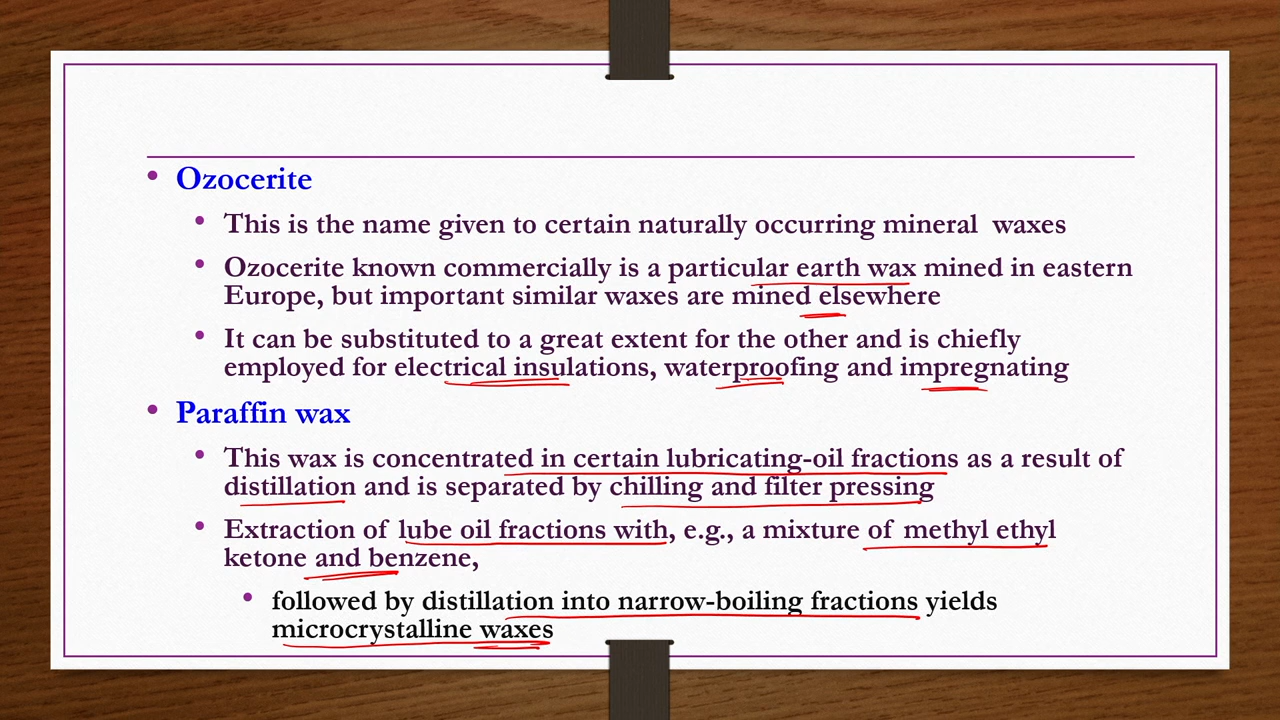 • Ozocerite
• This is the name given to certain naturally occurring mineral  waxes
• Ozocerite known commercially is a particular earth wax mined in eastern
Europe, but important similar waxes are mined elsewhere
• It can be substituted to a great extent for the other and is chiefly
employed for electrical insulations, waterproofing and impregnating
• Paraffin wax
• This wax is concentrated in certain lubricating-oil fractions as a result of
distillation and is separated by chilling and filter pressing
• Extraction of lube oil fractions with, e.g., a mixture of methyl ethyl
ketone and benzene,
• followed by distillation into narrow-boiling fractions yields
microcrystalline waxes